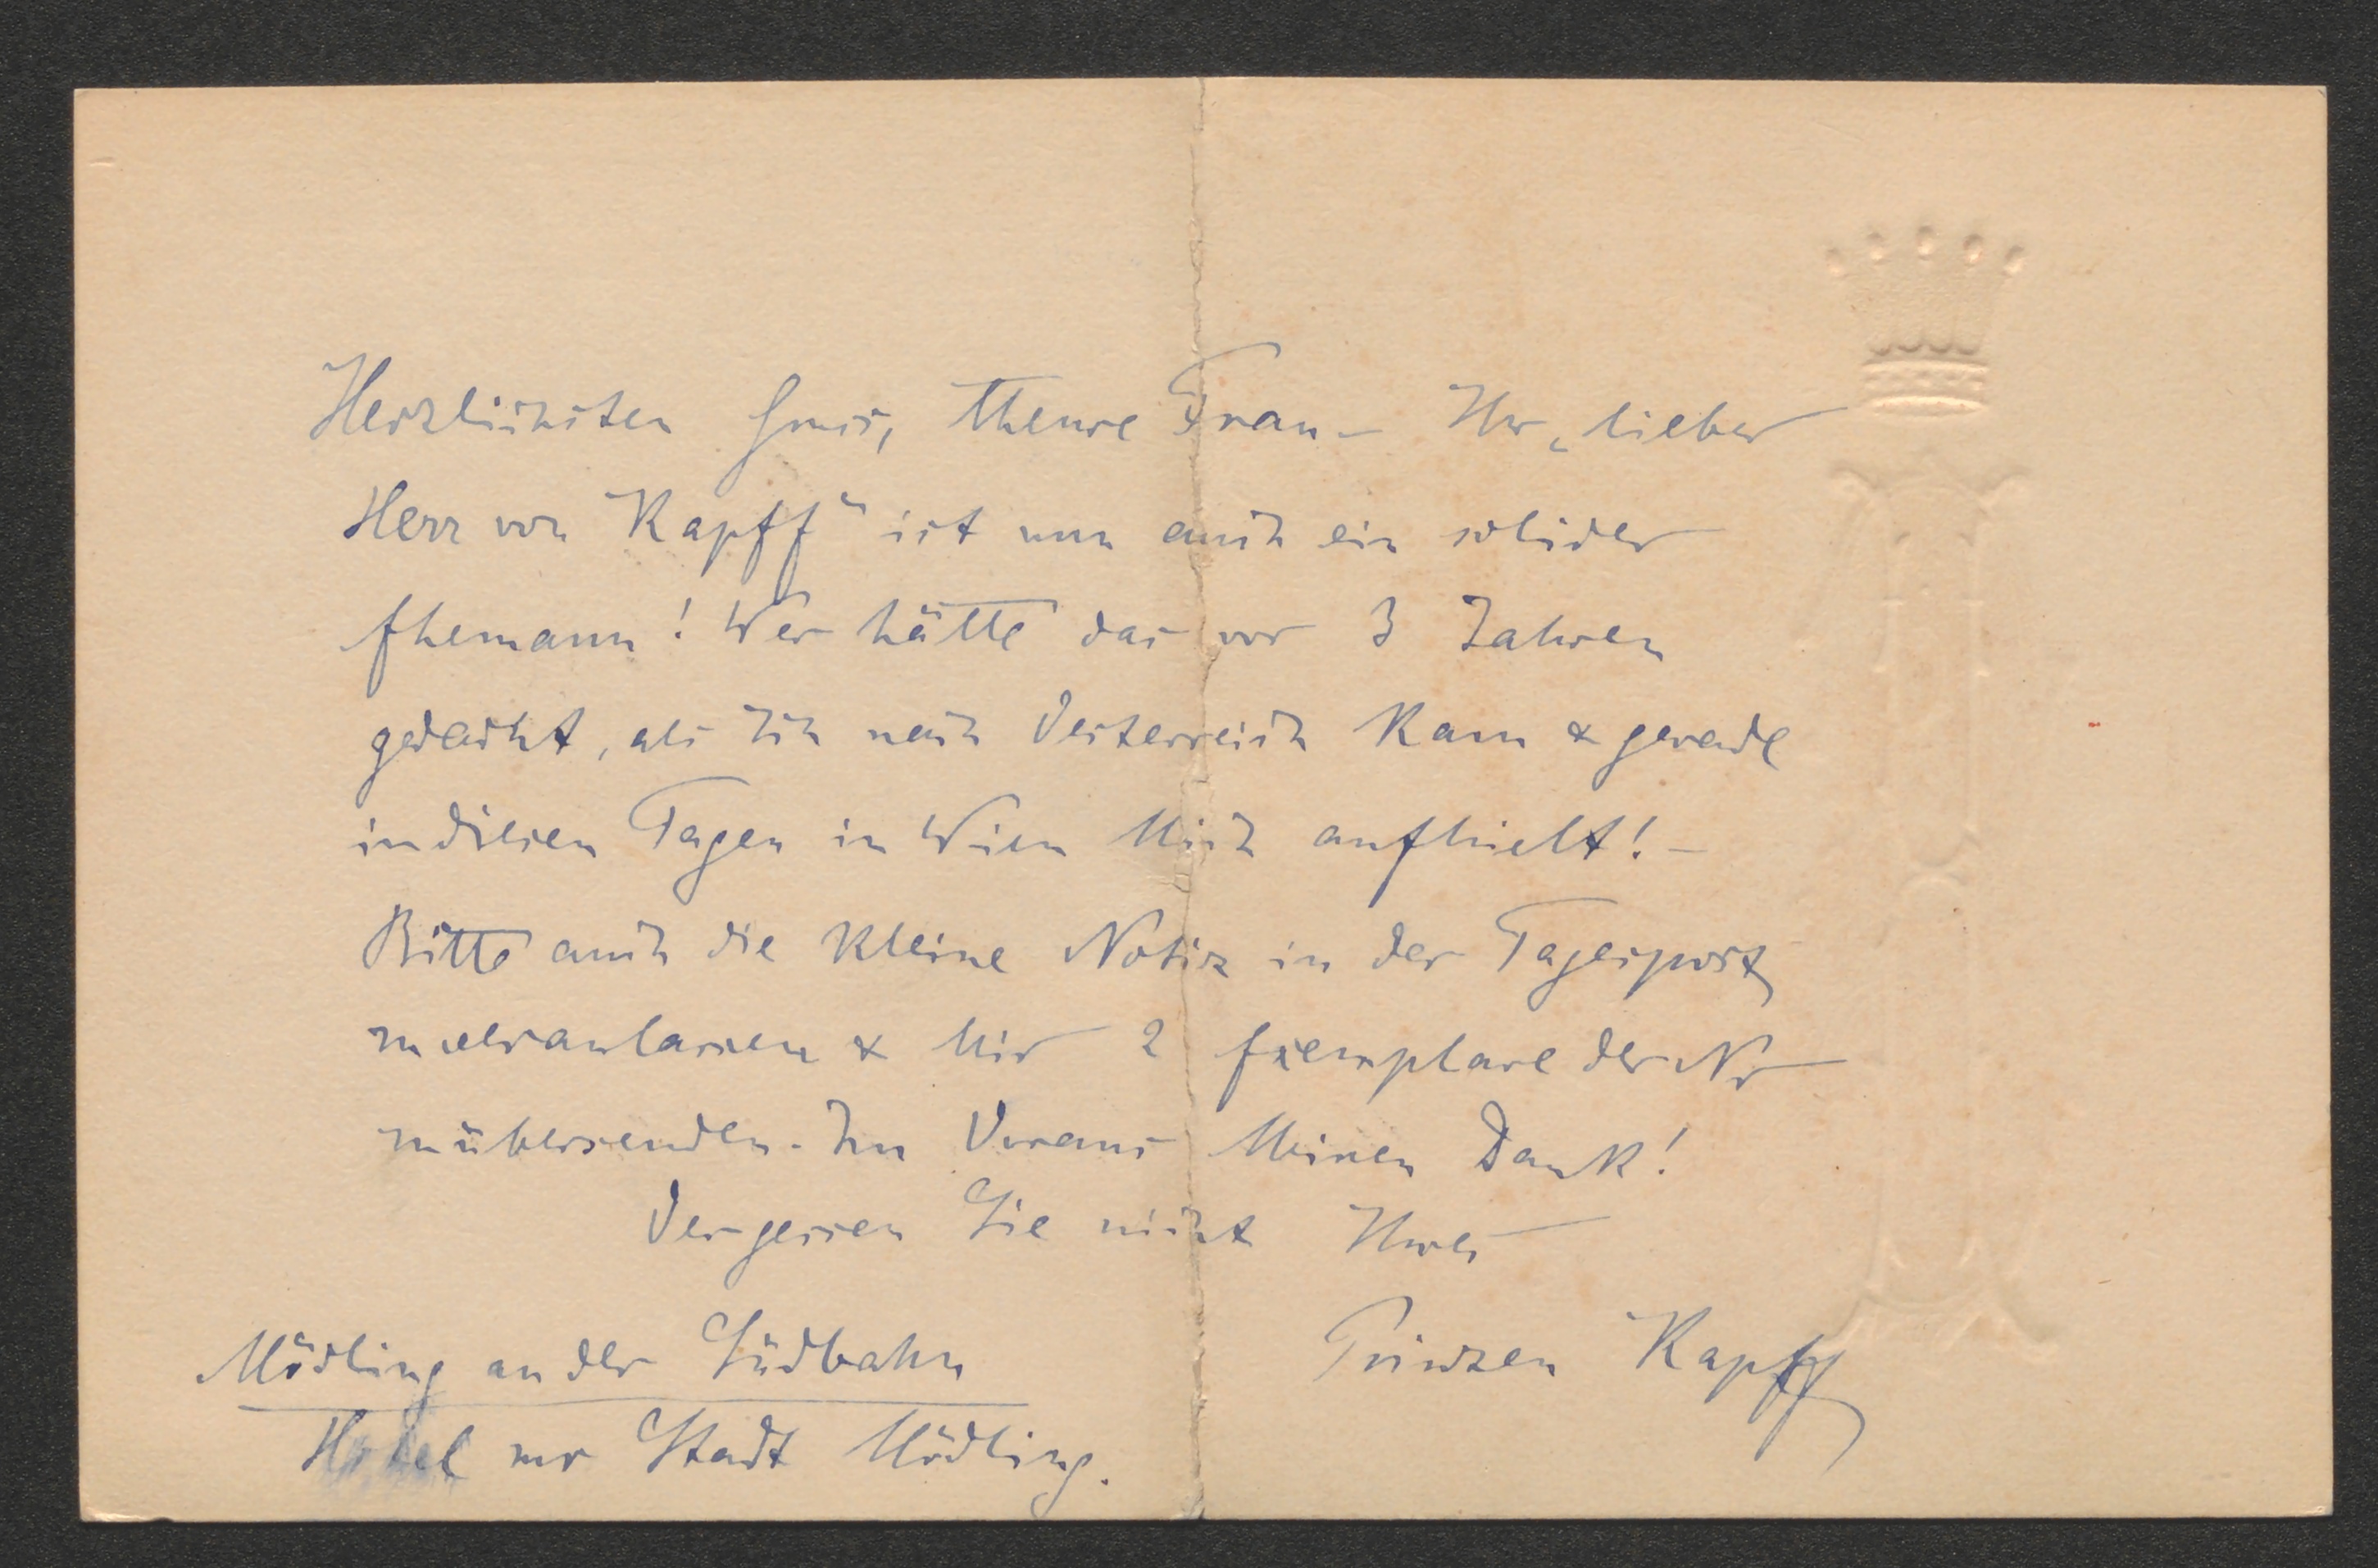 Herzlichsten Gruss, theure Frau – Ihr „lieber
Herr von Kapff“ ist nun auch ein solider
Ehemann! Wer hätte das vor 3 Jahren
gedacht, als Ich nach Oesterreich kam & gerade
in diesen Tagen in Wien Mich aufhielt! –
Bitte auch die kleine Notiz in der Tagespost
zu veranlassen & Mir 2 Exemplare der Nr
zu übersenden. Im Voraus Meinen Dank!
Vergessen Sie nicht Ihres
Prinzen Kapff
Mödling an der Südbahn
Hotel zur Stadt Mödling.